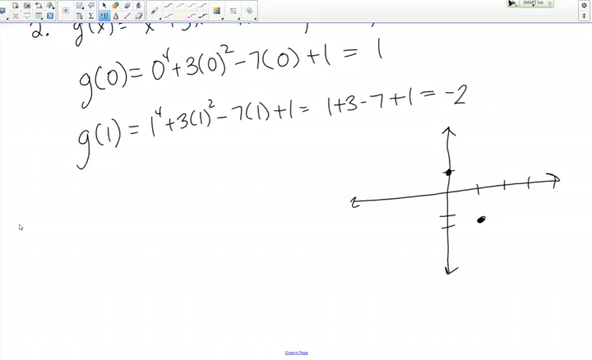 2. g(x) =
g(0) = 0⁴ + 3(0)² - 7(0) + 1 = 1
g(1) = 1⁴ + 3(1)² - 7(1) + 1 = 1 + 3 - 7 + 1 = -2